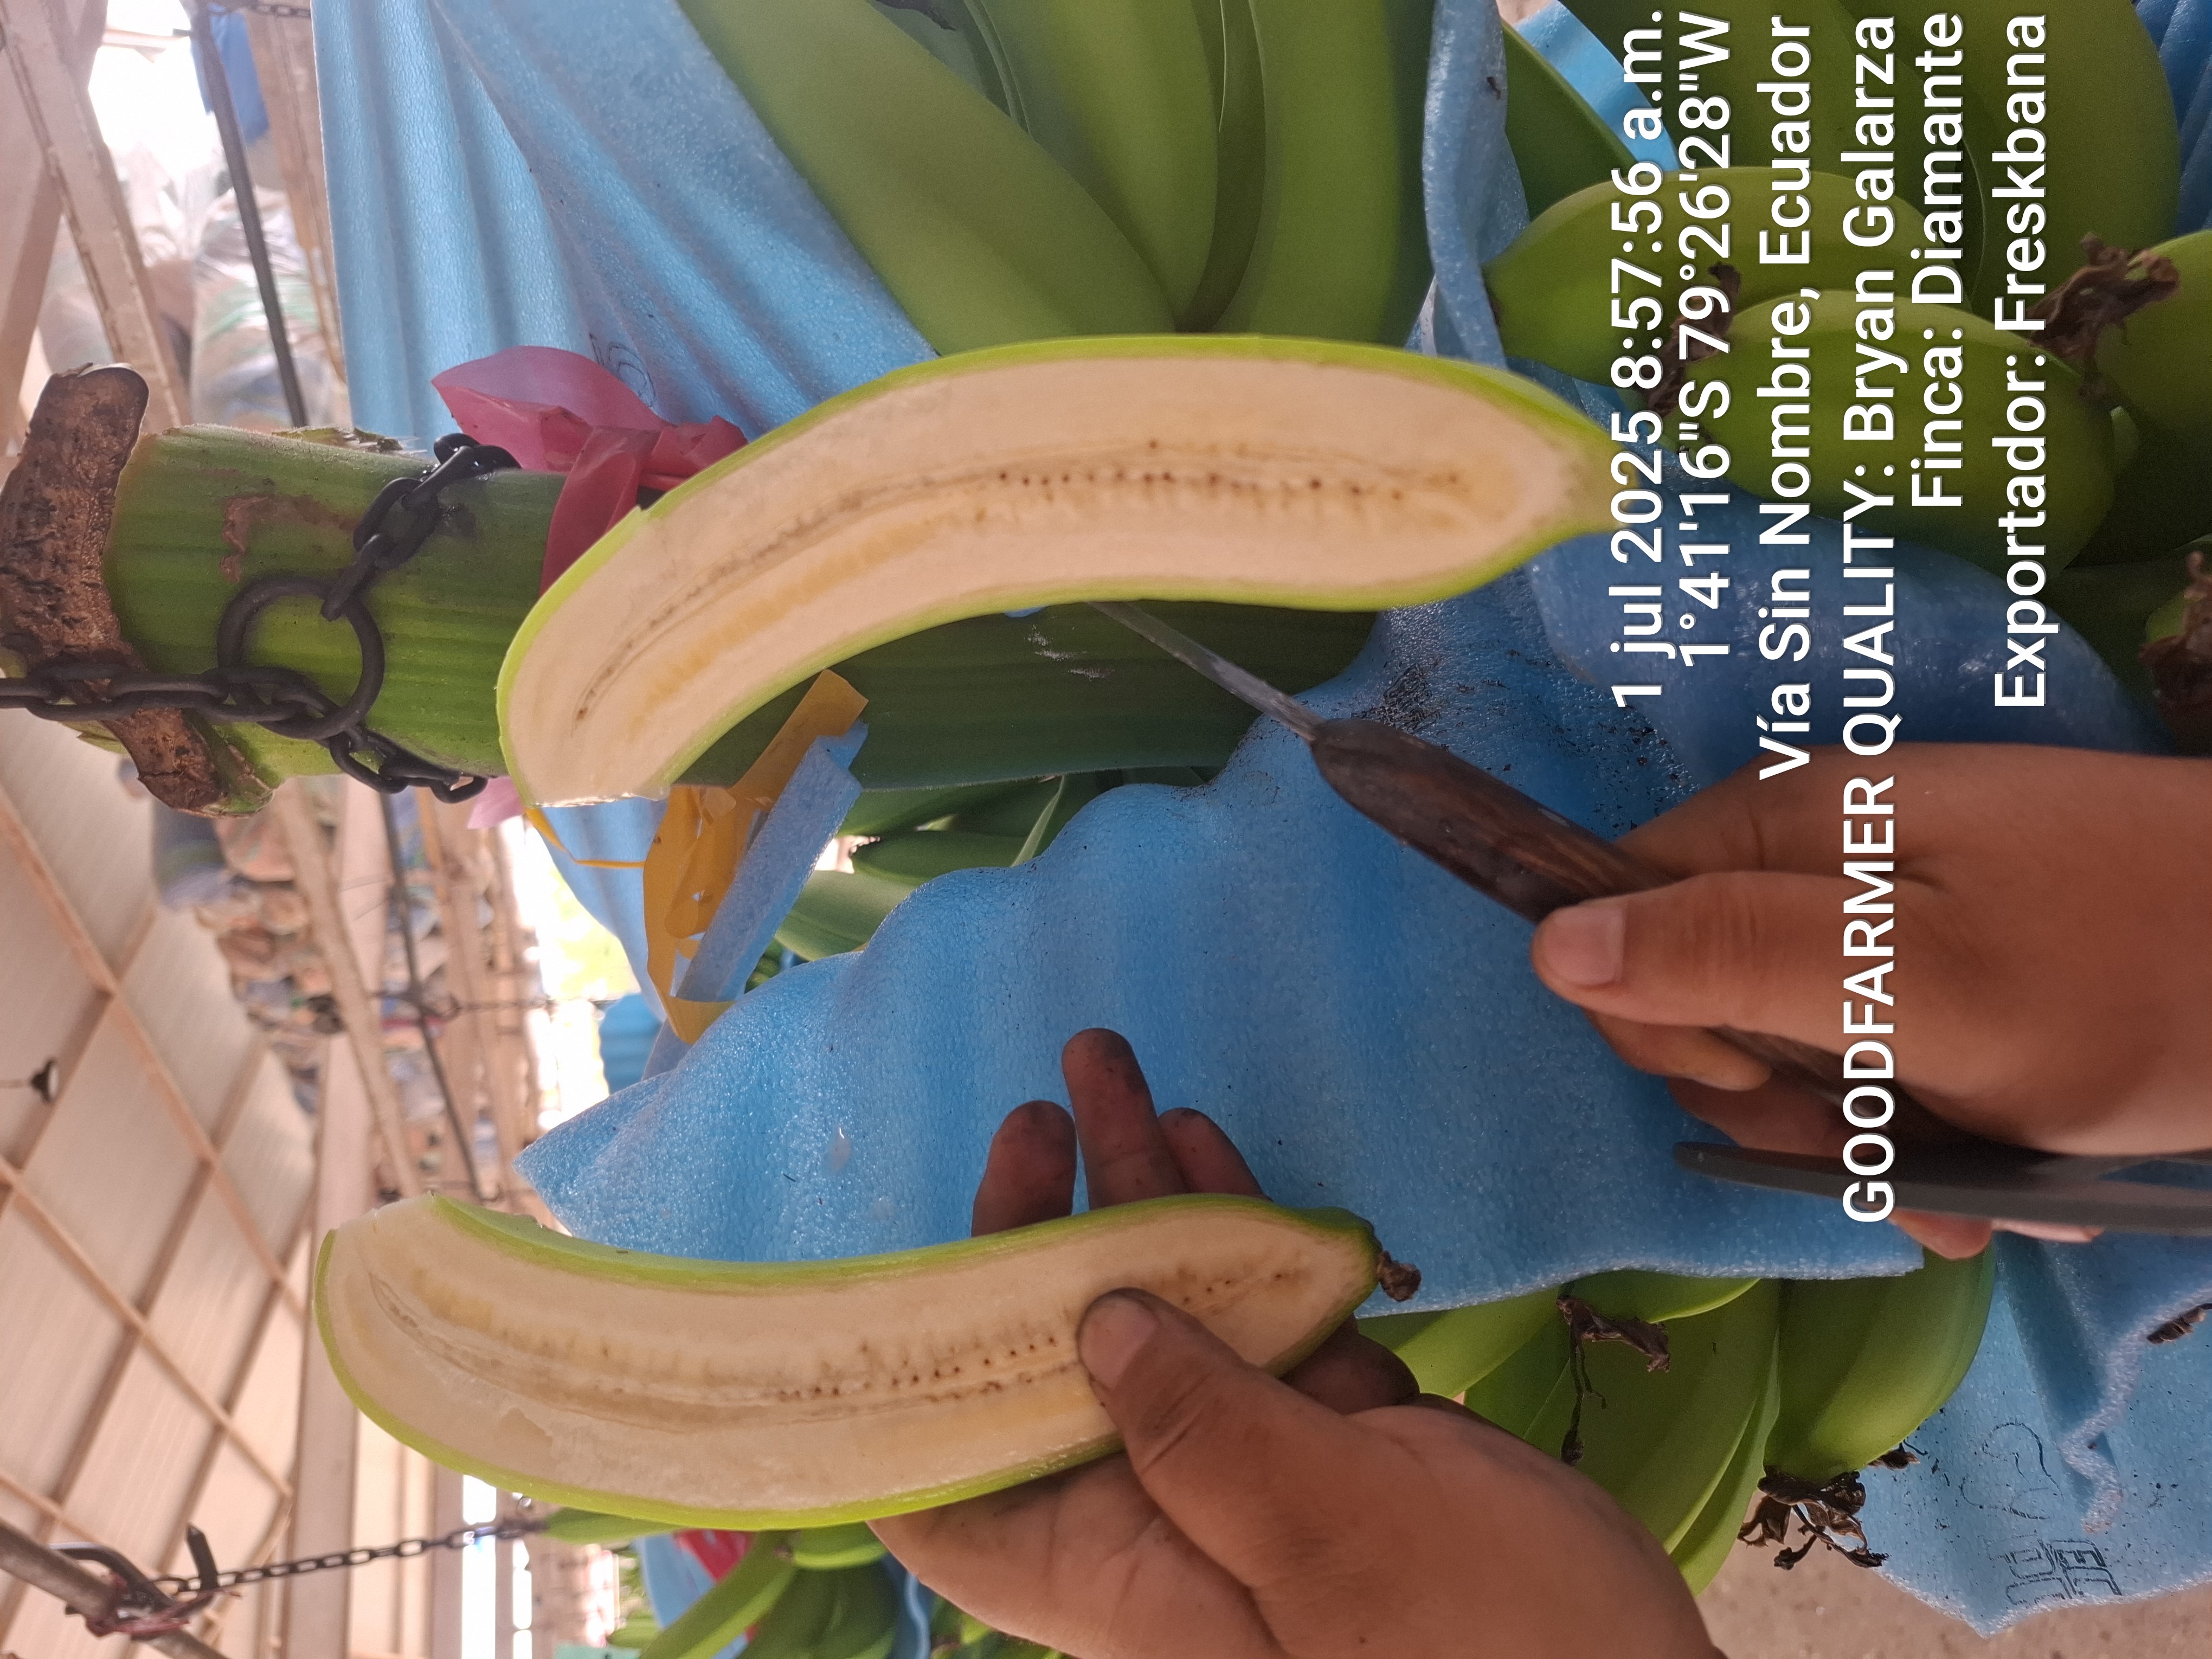 1 jul 2025 8:57:56 a.m.
1°41'16"S 79°26'28"W
Vía Sin Nombre, Ecuador
GOODFARMER QUALITY: Bryan Galarza
Finca: Diamante
Exportador: Freskbana